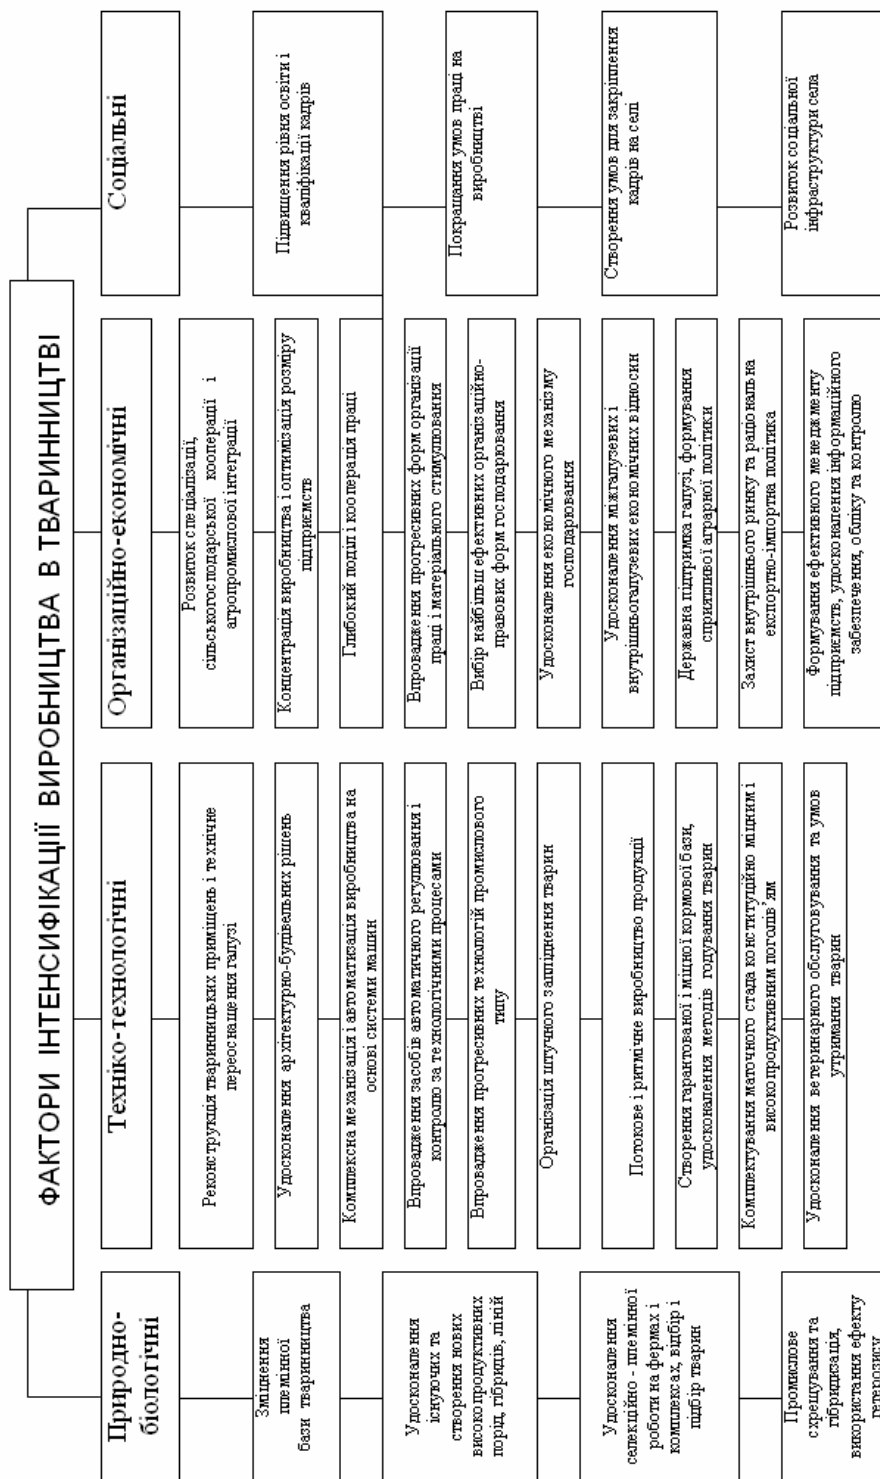 ФАКТОРИ ІНТЕНСИФІКАЦІЇ ВИРОБНИЦТВА В ТВАРИННИЦТВІ
Природно-
біологічні
Зміцнення
племінної
бази тваринництва
Удосконалення
існуючих та
створення нових
високопродуктивних
порід, гібридів, ліній
Удосконалення
селекційно - племінної
роботи на фермах і
комплексах, відбір і
підбір тварин
Промислове
схрещування та
гібридизація,
використання ефекту
гетерозису
Техніко-технологічні
Реконструкція тваринницьких приміщень і технічне
переоснащення галузі
Удосконалення архітектурно-будівельних рішень
Комплексна механізація і автоматизація виробництва на
основі системи машин
Впровадження засобів автоматичного регулювання і
контролю за технологічними процесами
Впровадження прогресивних технологій промислового
типу
Організація штучного запліднення тварин
Потокове і ритмічне виробництво продукції
Створення гарантованої і міцної кормової бази,
удосконалення методів годування тварин
Комплектування маточного стада конституційно міцним і
високопродуктивним поголів'ям
Удосконалення ветеринарного обслуговування та умов
утримання тварин
Організаційно-економічні
Розвиток спеціалізації,
сільськогосподарської кооперації і
агропромислової інтеграції
Концентрація виробництва і оптимізація розміру
підприємств
Глибокий поділ і кооперація праці
Впровадження прогресивних форм організації
праці і матеріального стимулювання
Вибір найбільш ефективних організаційно-
правових форм господарювання
Удосконалення економічного механізму
господарювання
Удосконалення міжгалузевих і
внутрішньогалузевих економічних відносин
Державна підтримка галузі, формування
сприятливої аграрної політики
Захист внутрішнього ринку та раціональна
експортно-імпортна політика
Формування ефективного менеджменту
підприємств, удосконалення інформаційного
забезпечення, обліку та контролю
Соціальні
Підвищення рівня освіти і
кваліфікації кадрів
Покращання умов праці на
виробництві
Створення умов для закріплення
кадрів на селі
Розвиток соціальної
інфраструктури села